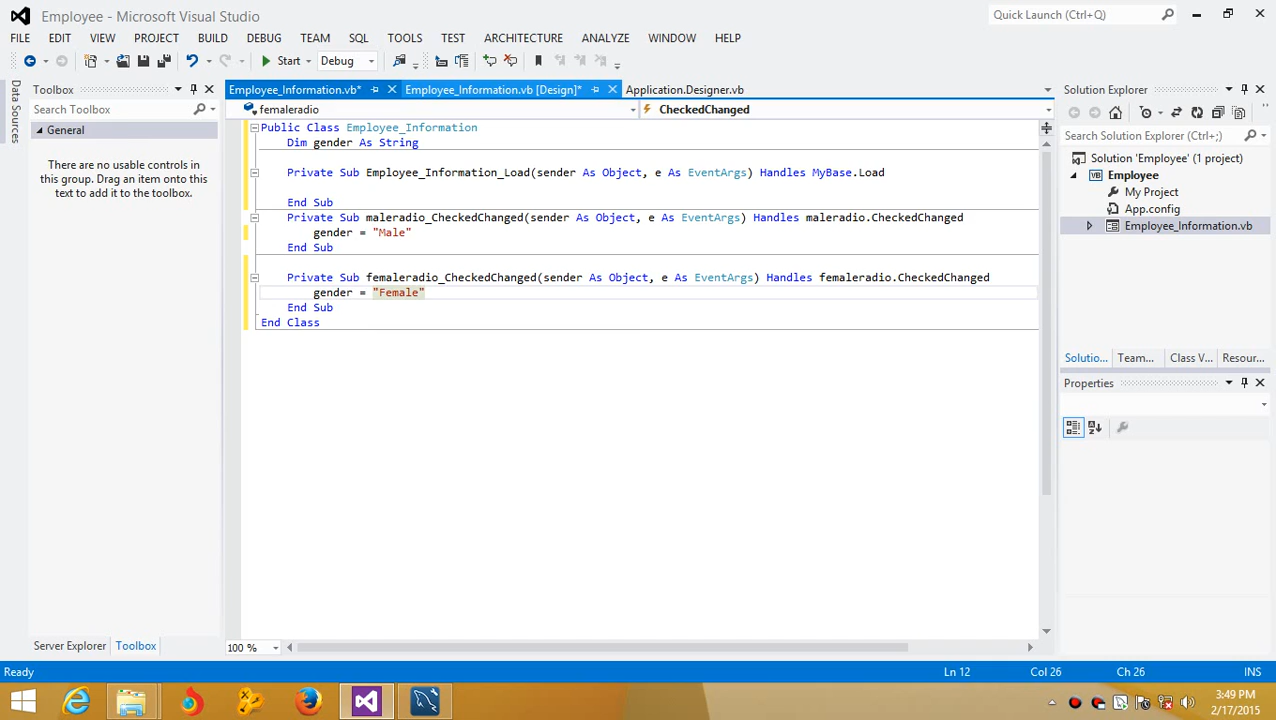 Employee - Microsoft Visual Studio
Quick Launch (Ctrl+Q)
FILE EDIT VIEW PROJECT BUILD DEBUG TEAM SQL TOOLS TEST ARCHITECTURE ANALYZE WINDOW HELP
Start Debug
Data Sources
Toolbox
Search Toolbox
General
There are no usable controls in
this group. Drag an item onto this
text to add it to the toolbox.
Server Explorer Toolbox
Employee_Information.vb* Employee_Information.vb [Design]* Application.Designer.vb
femaleradio CheckedChanged
Public Class Employee_Information
Dim gender As String
Private Sub Employee_Information_Load(sender As Object, e As EventArgs) Handles MyBase.Load
End Sub
Private Sub maleradio_CheckedChanged(sender As Object, e As EventArgs) Handles maleradio.CheckedChanged
gender = "Male"
End Sub
Private Sub femaleradio_CheckedChanged(sender As Object, e As EventArgs) Handles femaleradio.CheckedChanged
gender = "Female"
End Sub
End Class
100 %
Solution Explorer
Search Solution Explorer (Ctrl+;)
Solution 'Employee' (1 project)
VB Employee
My Project
App.config
Employee_Information.vb
Solutio... Team... Class V... Resour...
Properties
Ready Ln 12 Col 26 Ch 26 INS
3:49 PM
2/17/2015